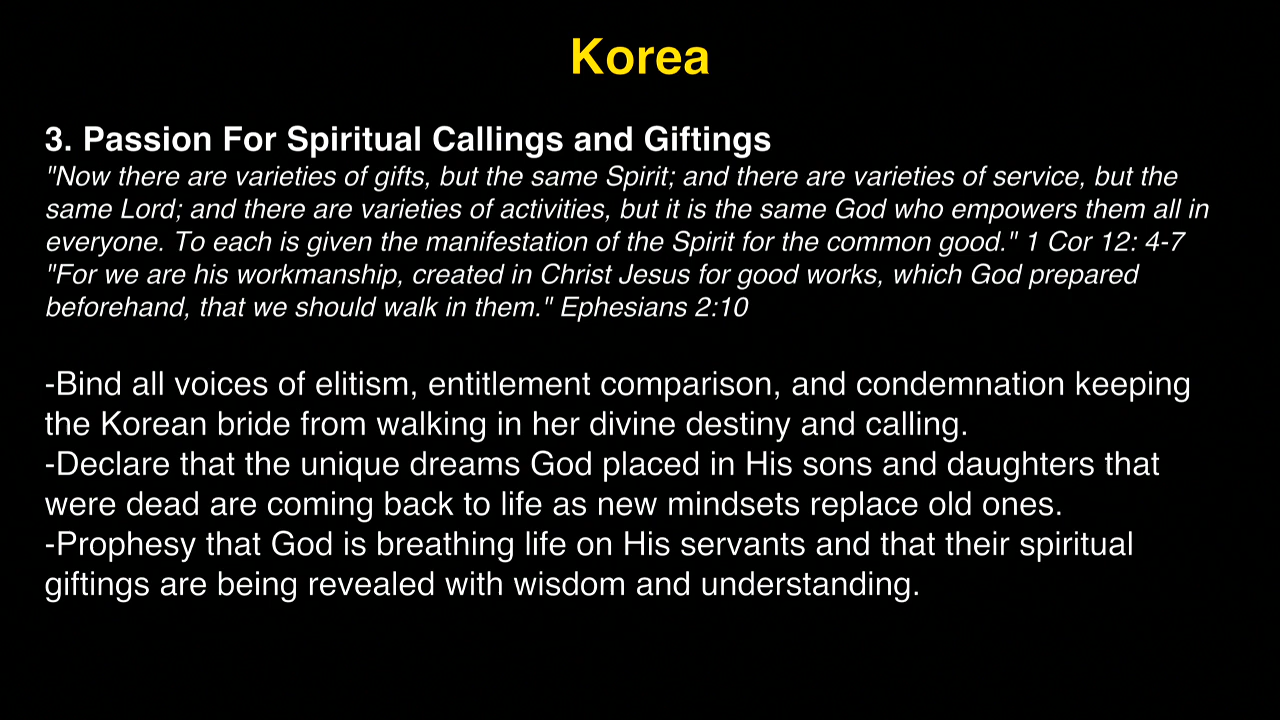 Korea
3. Passion For Spiritual Callings and Giftings
"Now there are varieties of gifts, but the same Spirit; and there are varieties of service, but the
same Lord; and there are varieties of activities, but it is the same God who empowers them all in
everyone. To each is given the manifestation of the Spirit for the common good." 1 Cor 12: 4-7
"For we are his workmanship, created in Christ Jesus for good works, which God prepared
beforehand, that we should walk in them." Ephesians 2:10
-Bind all voices of elitism, entitlement comparison, and condemnation keeping
the Korean bride from walking in her divine destiny and calling.
-Declare that the unique dreams God placed in His sons and daughters that
were dead are coming back to life as new mindsets replace old ones.
-Prophesy that God is breathing life on His servants and that their spiritual
giftings are being revealed with wisdom and understanding.